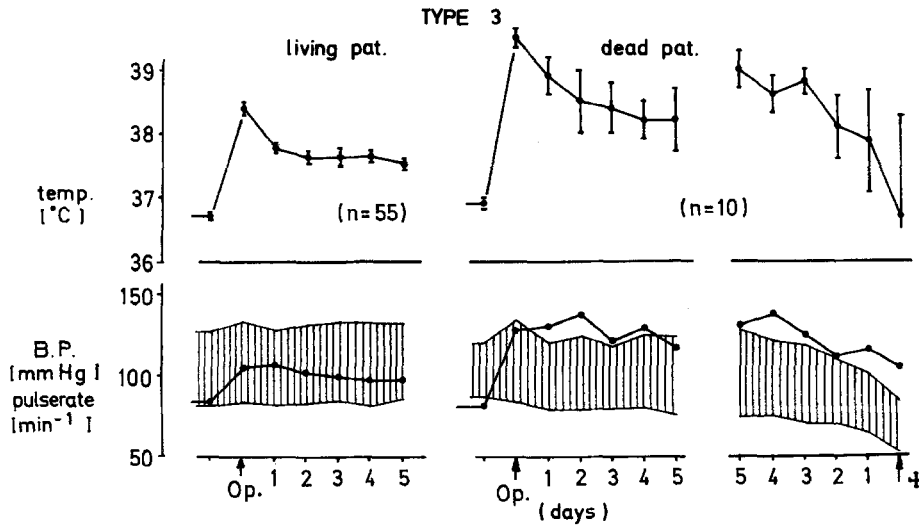 TYPE 3
living pat.
dead pat.
39
38
37
36
temp.
[°C]
(n=55)
(n=10)
150
100
50
B.P.
[mm Hg]
pulserate
[min⁻¹]
1 2 3 4 5
1 2 3 4 5
5 4 3 2 1
Op.
Op.
(days)